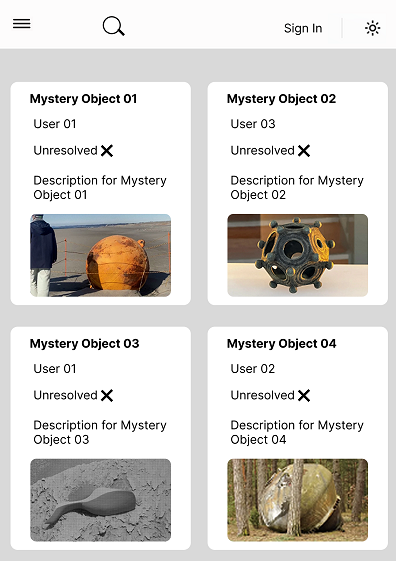 Sign In
Mystery Object 01
User 01
Unresolved ❌
Description for Mystery
Object 01
Mystery Object 02
User 03
Unresolved ❌
Description for Mystery
Object 02
Mystery Object 03
User 01
Unresolved ❌
Description for Mystery
Object 03
Mystery Object 04
User 02
Unresolved ❌
Description for Mystery
Object 04